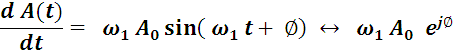 d A(t)/dt = ω₁ A₀ sin( ω₁ t + ∅) ↔ ω₁ A₀ e^{j∅}